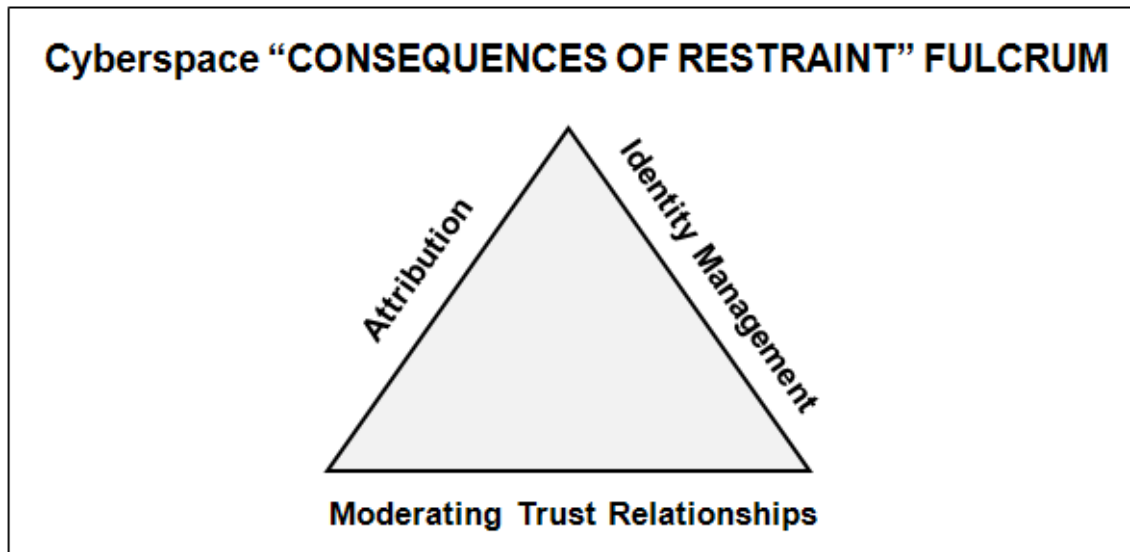 Cyberspace “CONSEQUENCES OF RESTRAINT” FULCRUM
Attribution
Identity Management
Moderating Trust Relationships